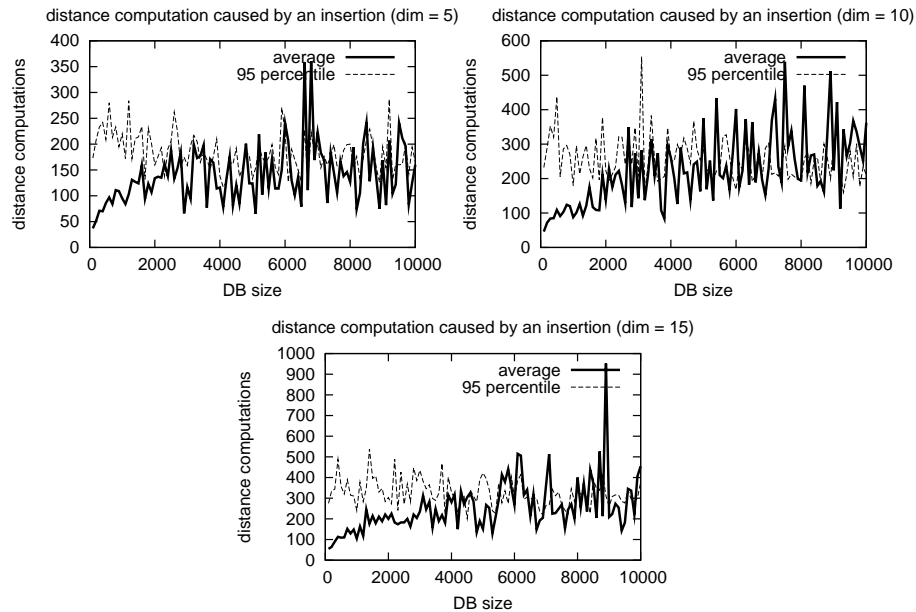 distance computation caused by an insertion (dim = 5)
400
350
300
250
200
150
100
50
0
distance computations
average
95 percentile
0 2000 4000 6000 8000 10000
DB size
distance computation caused by an insertion (dim = 10)
600
500
400
300
200
100
0
distance computations
average
95 percentile
0 2000 4000 6000 8000 10000
DB size
distance computation caused by an insertion (dim = 15)
1000
900
800
700
600
500
400
300
200
100
0
distance computations
average
95 percentile
0 2000 4000 6000 8000 10000
DB size